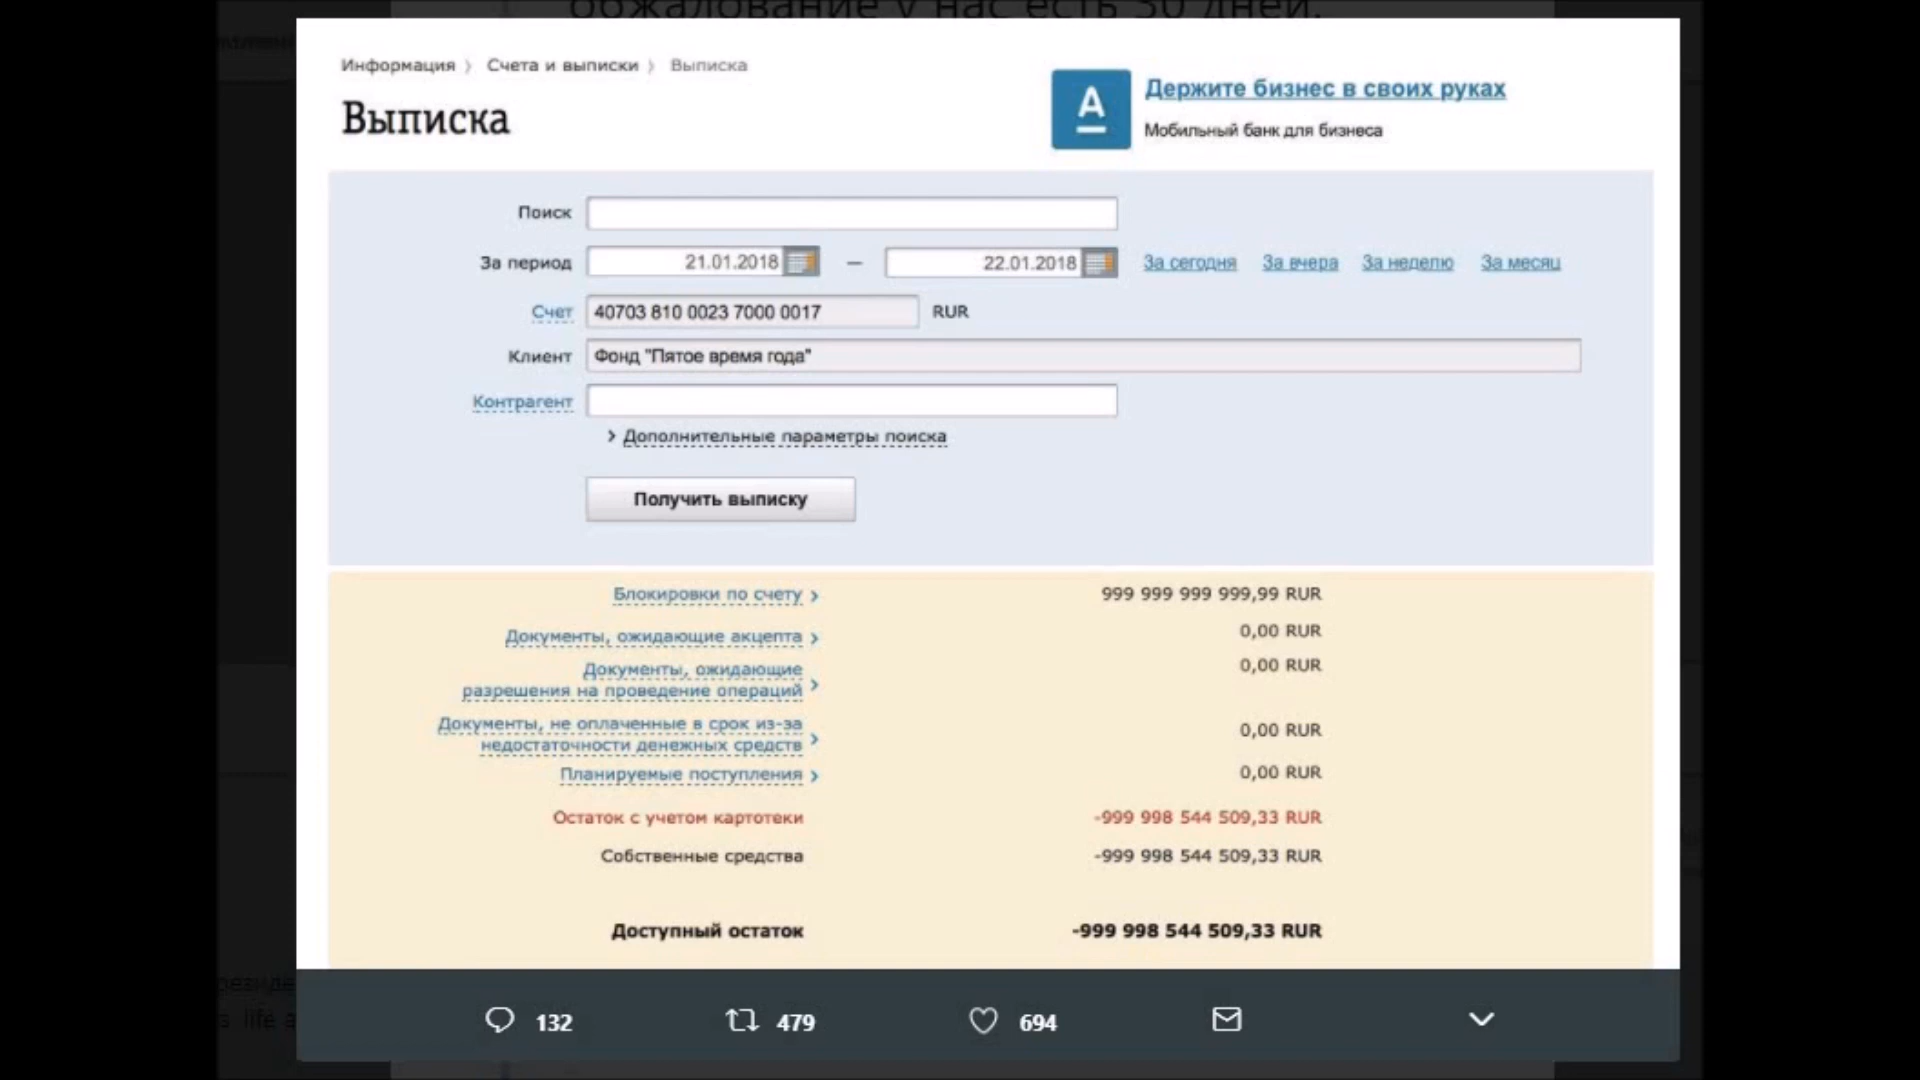 обжалование у нас есть 30 дней.
Информация › Счета и выписки › Выписка
Выписка
А
Держите бизнес в своих руках
Мобильный банк для бизнеса
Поиск
За период 21.01.2018 – 22.01.2018 За сегодня За вчера За неделю За месяц
Счет 40703 810 0023 7000 0017 RUR
Клиент Фонд "Пятое время года"
Контрагент
› Дополнительные параметры поиска
Получить выписку
Блокировки по счету › 999 999 999 999,99 RUR
Документы, ожидающие акцепта › 0,00 RUR
Документы, ожидающие
разрешения на проведение операций › 0,00 RUR
Документы, не оплаченные в срок из-за
недостаточности денежных средств › 0,00 RUR
Планируемые поступления › 0,00 RUR
Остаток с учетом картотеки -999 998 544 509,33 RUR
Собственные средства -999 998 544 509,33 RUR
Доступный остаток -999 998 544 509,33 RUR
life
132 479 694